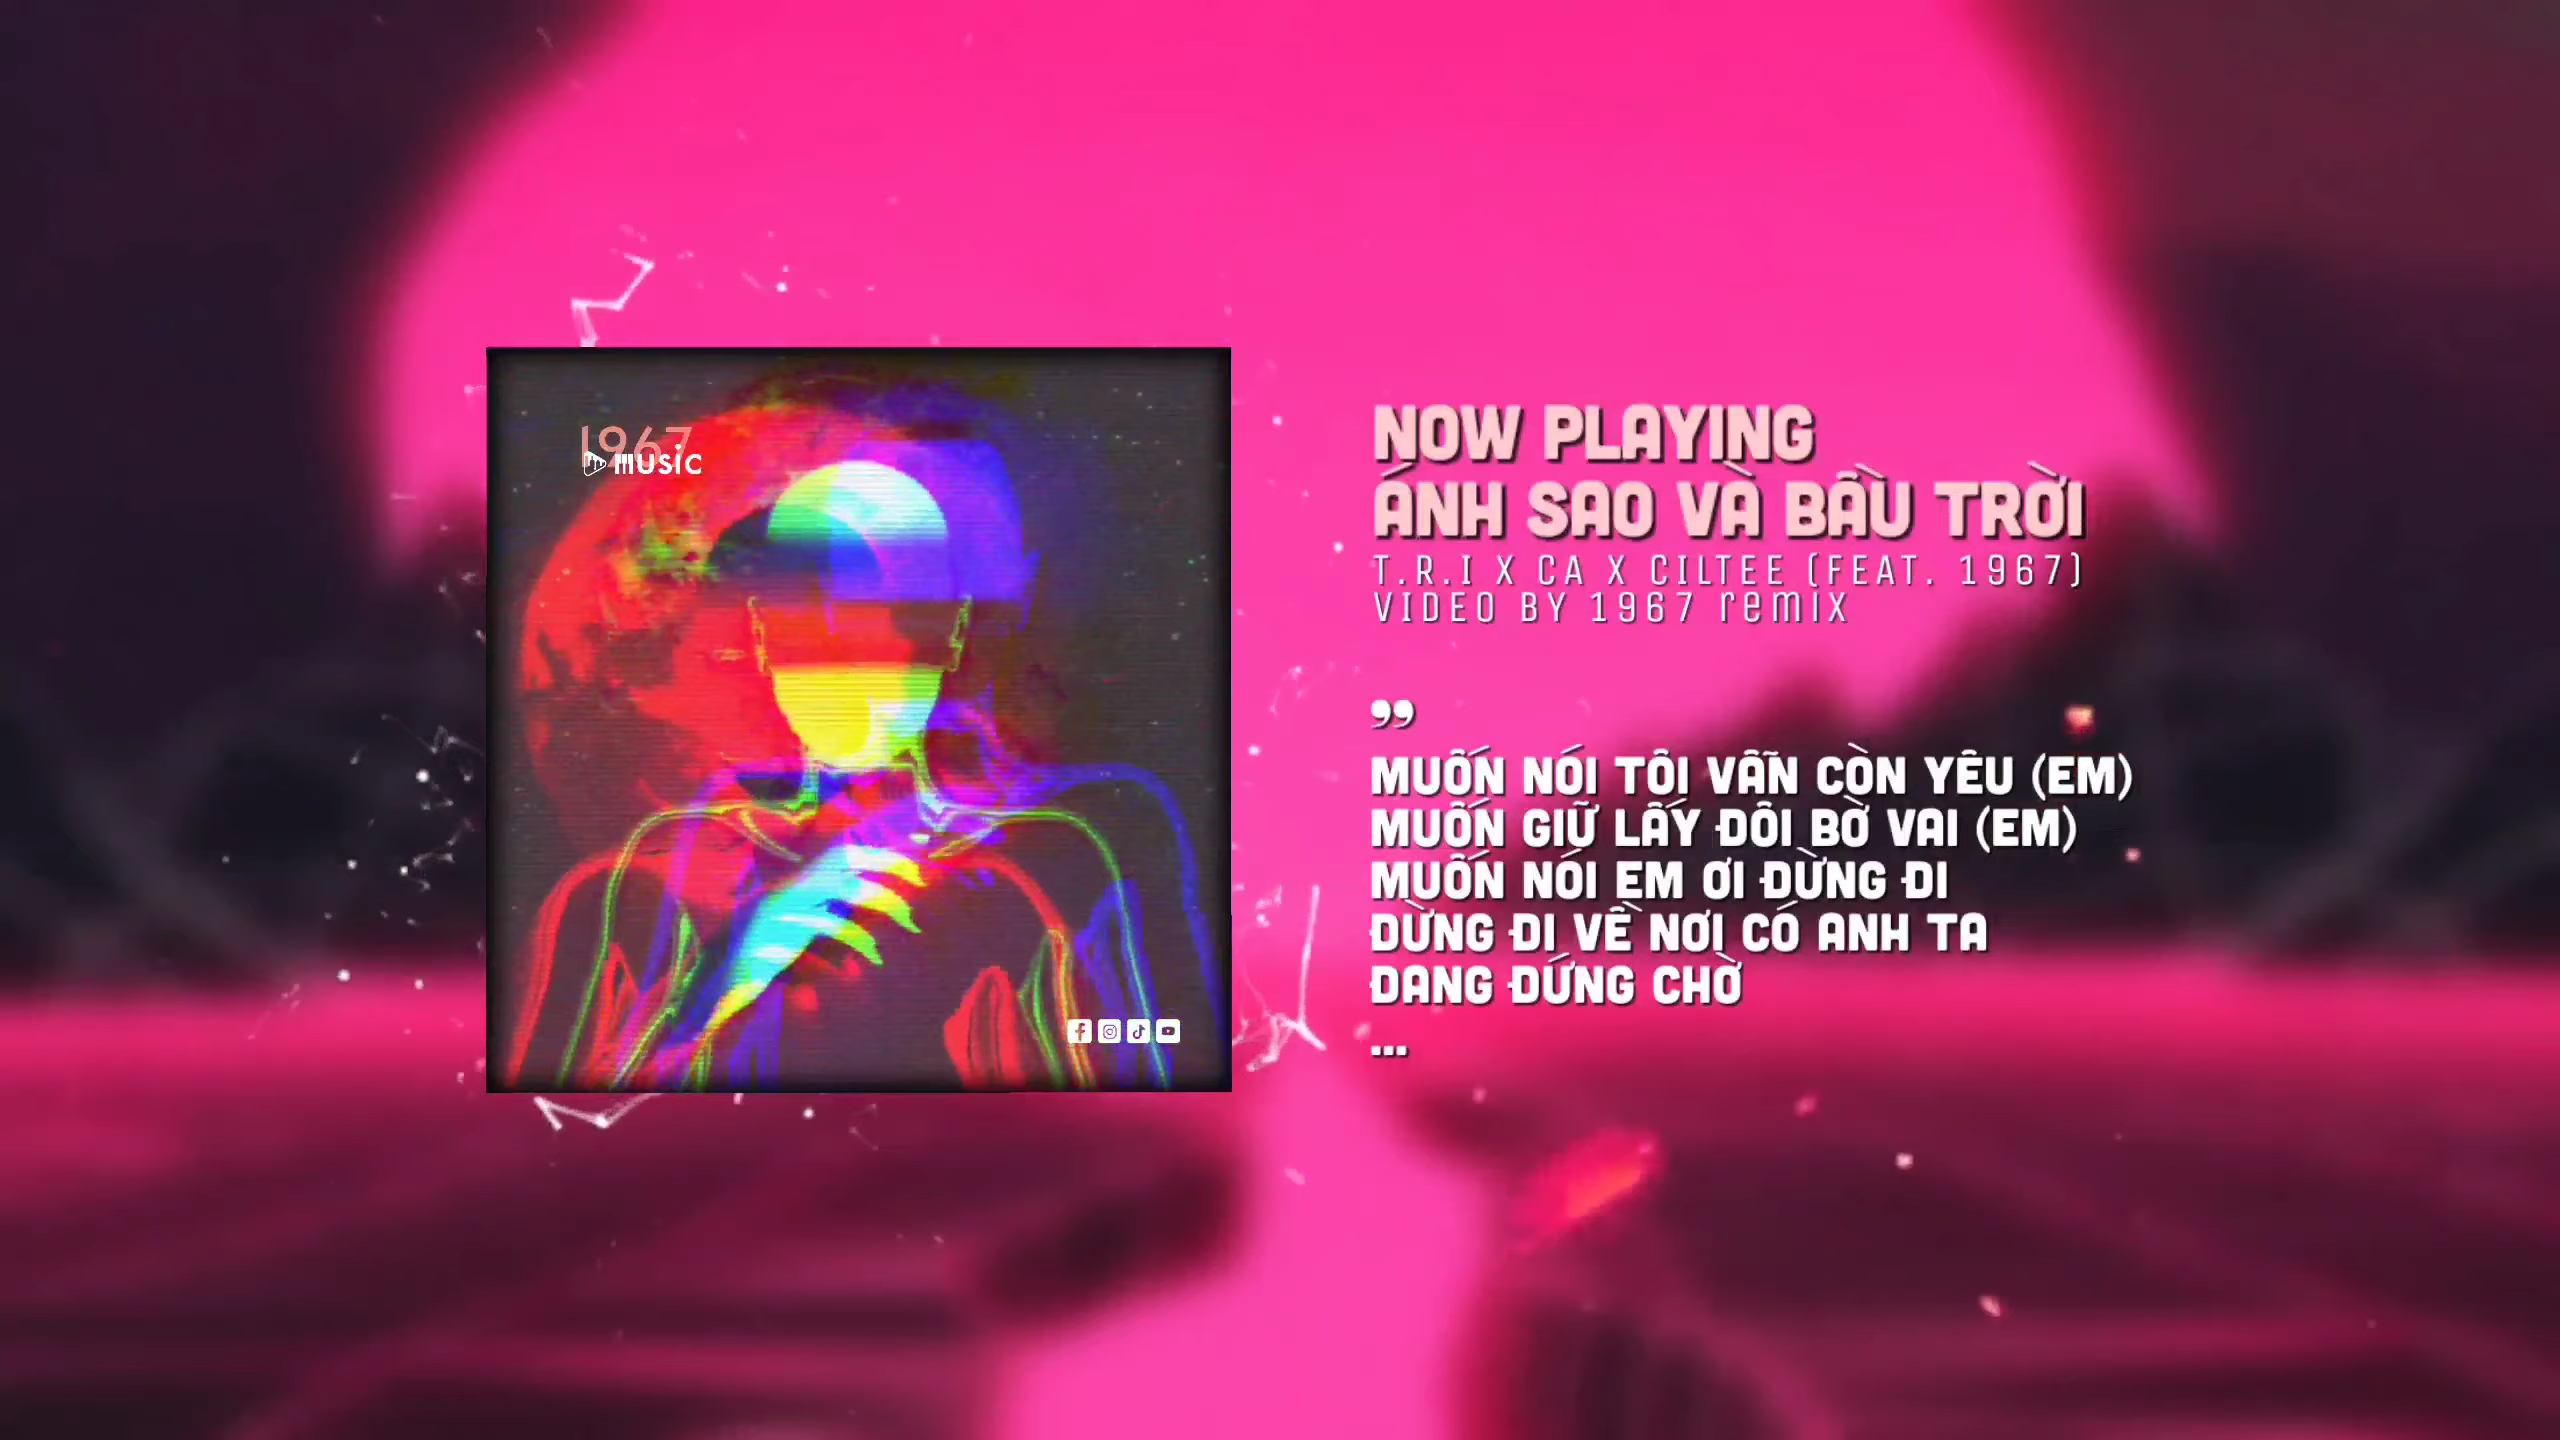 1967
MUSIC
NOW PLAYING
ÁNH SAO VÀ BẦU TRỜI
T.R.I X CA X CILTEE (FEAT. 1967)
VIDEO BY 1967 remix
”
MUỐN NÓI TÔI VẪN CÒN YÊU (EM)
MUỐN GIỮ LẤY ĐÔI BỜ VAI (EM)
MUỐN NÓI EM ƠI ĐỪNG ĐI
ĐỪNG ĐI VỀ NƠI CÓ ANH TA
ĐANG ĐỨNG CHỜ
...